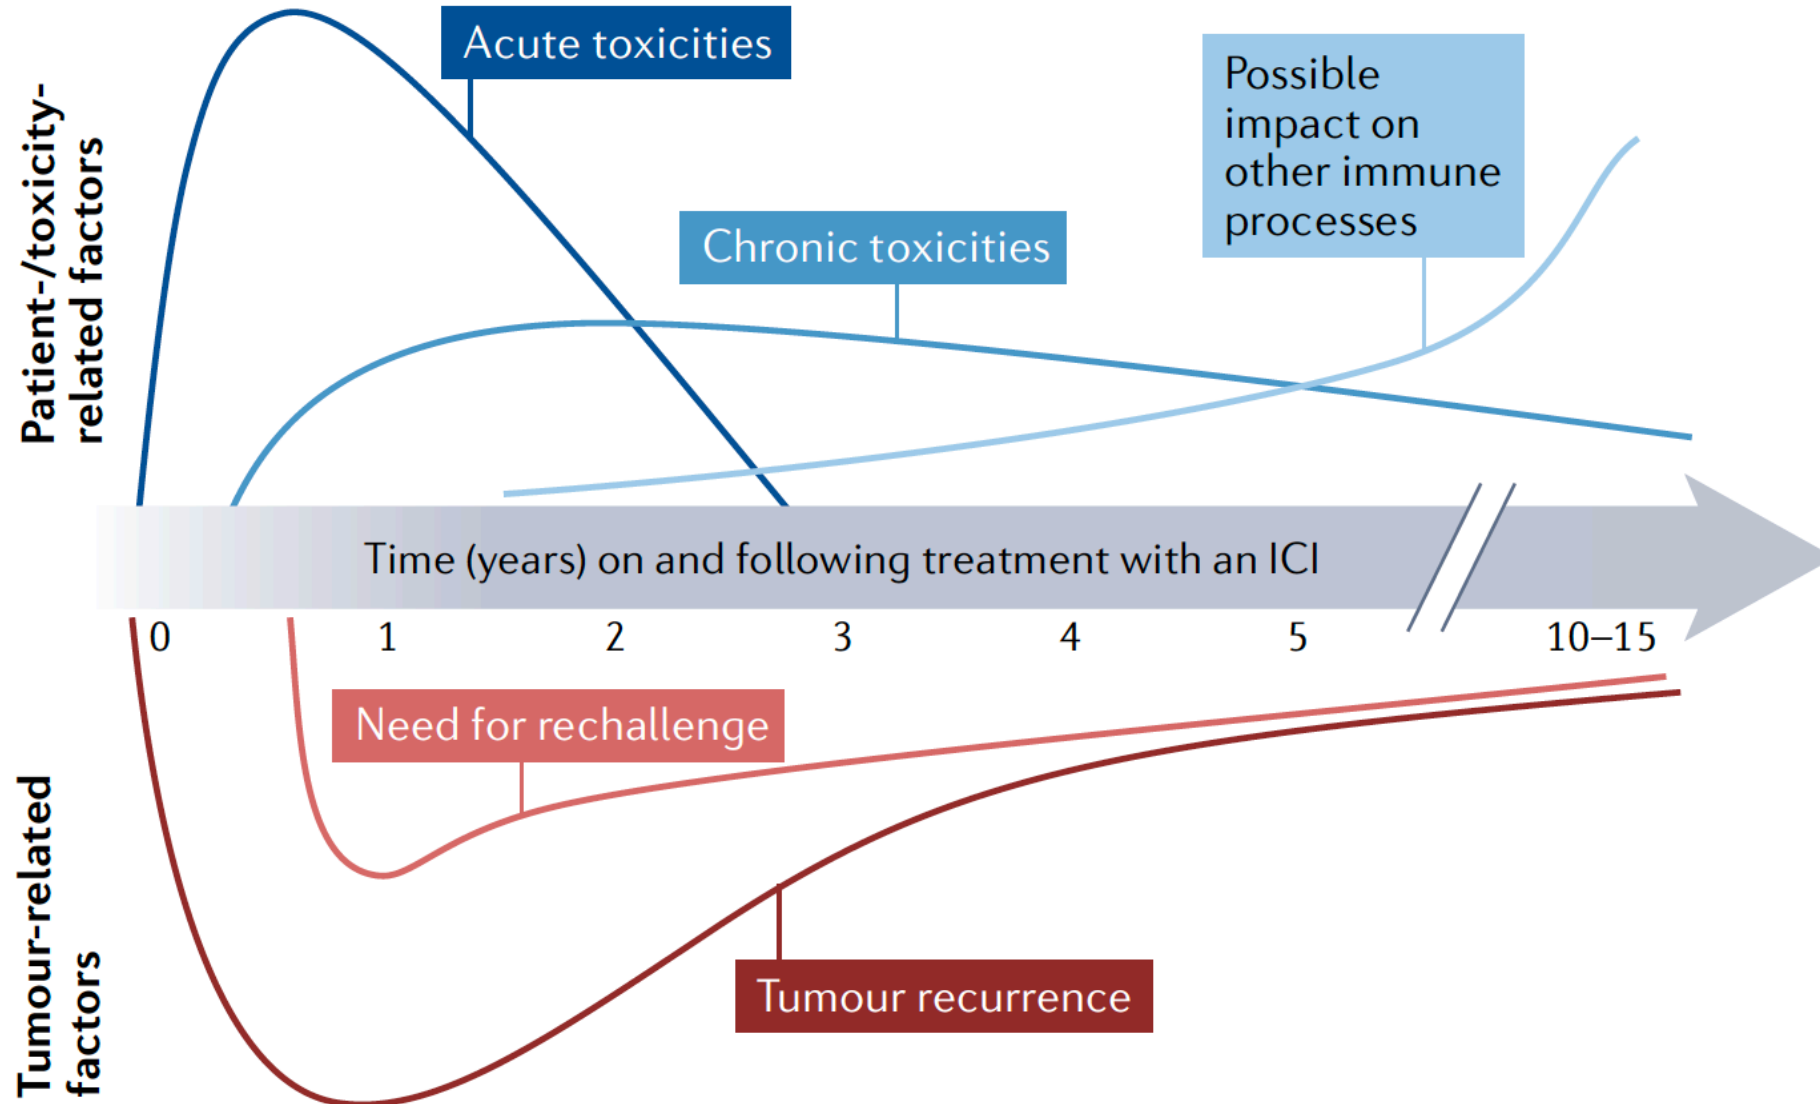 Patient-/toxicity-
related factors
Acute toxicities
Chronic toxicities
Possible
impact on
other immune
processes
Time (years) on and following treatment with an ICI
0 1 2 3 4 5 10–15
Tumour-related
factors
Need for rechallenge
Tumour recurrence